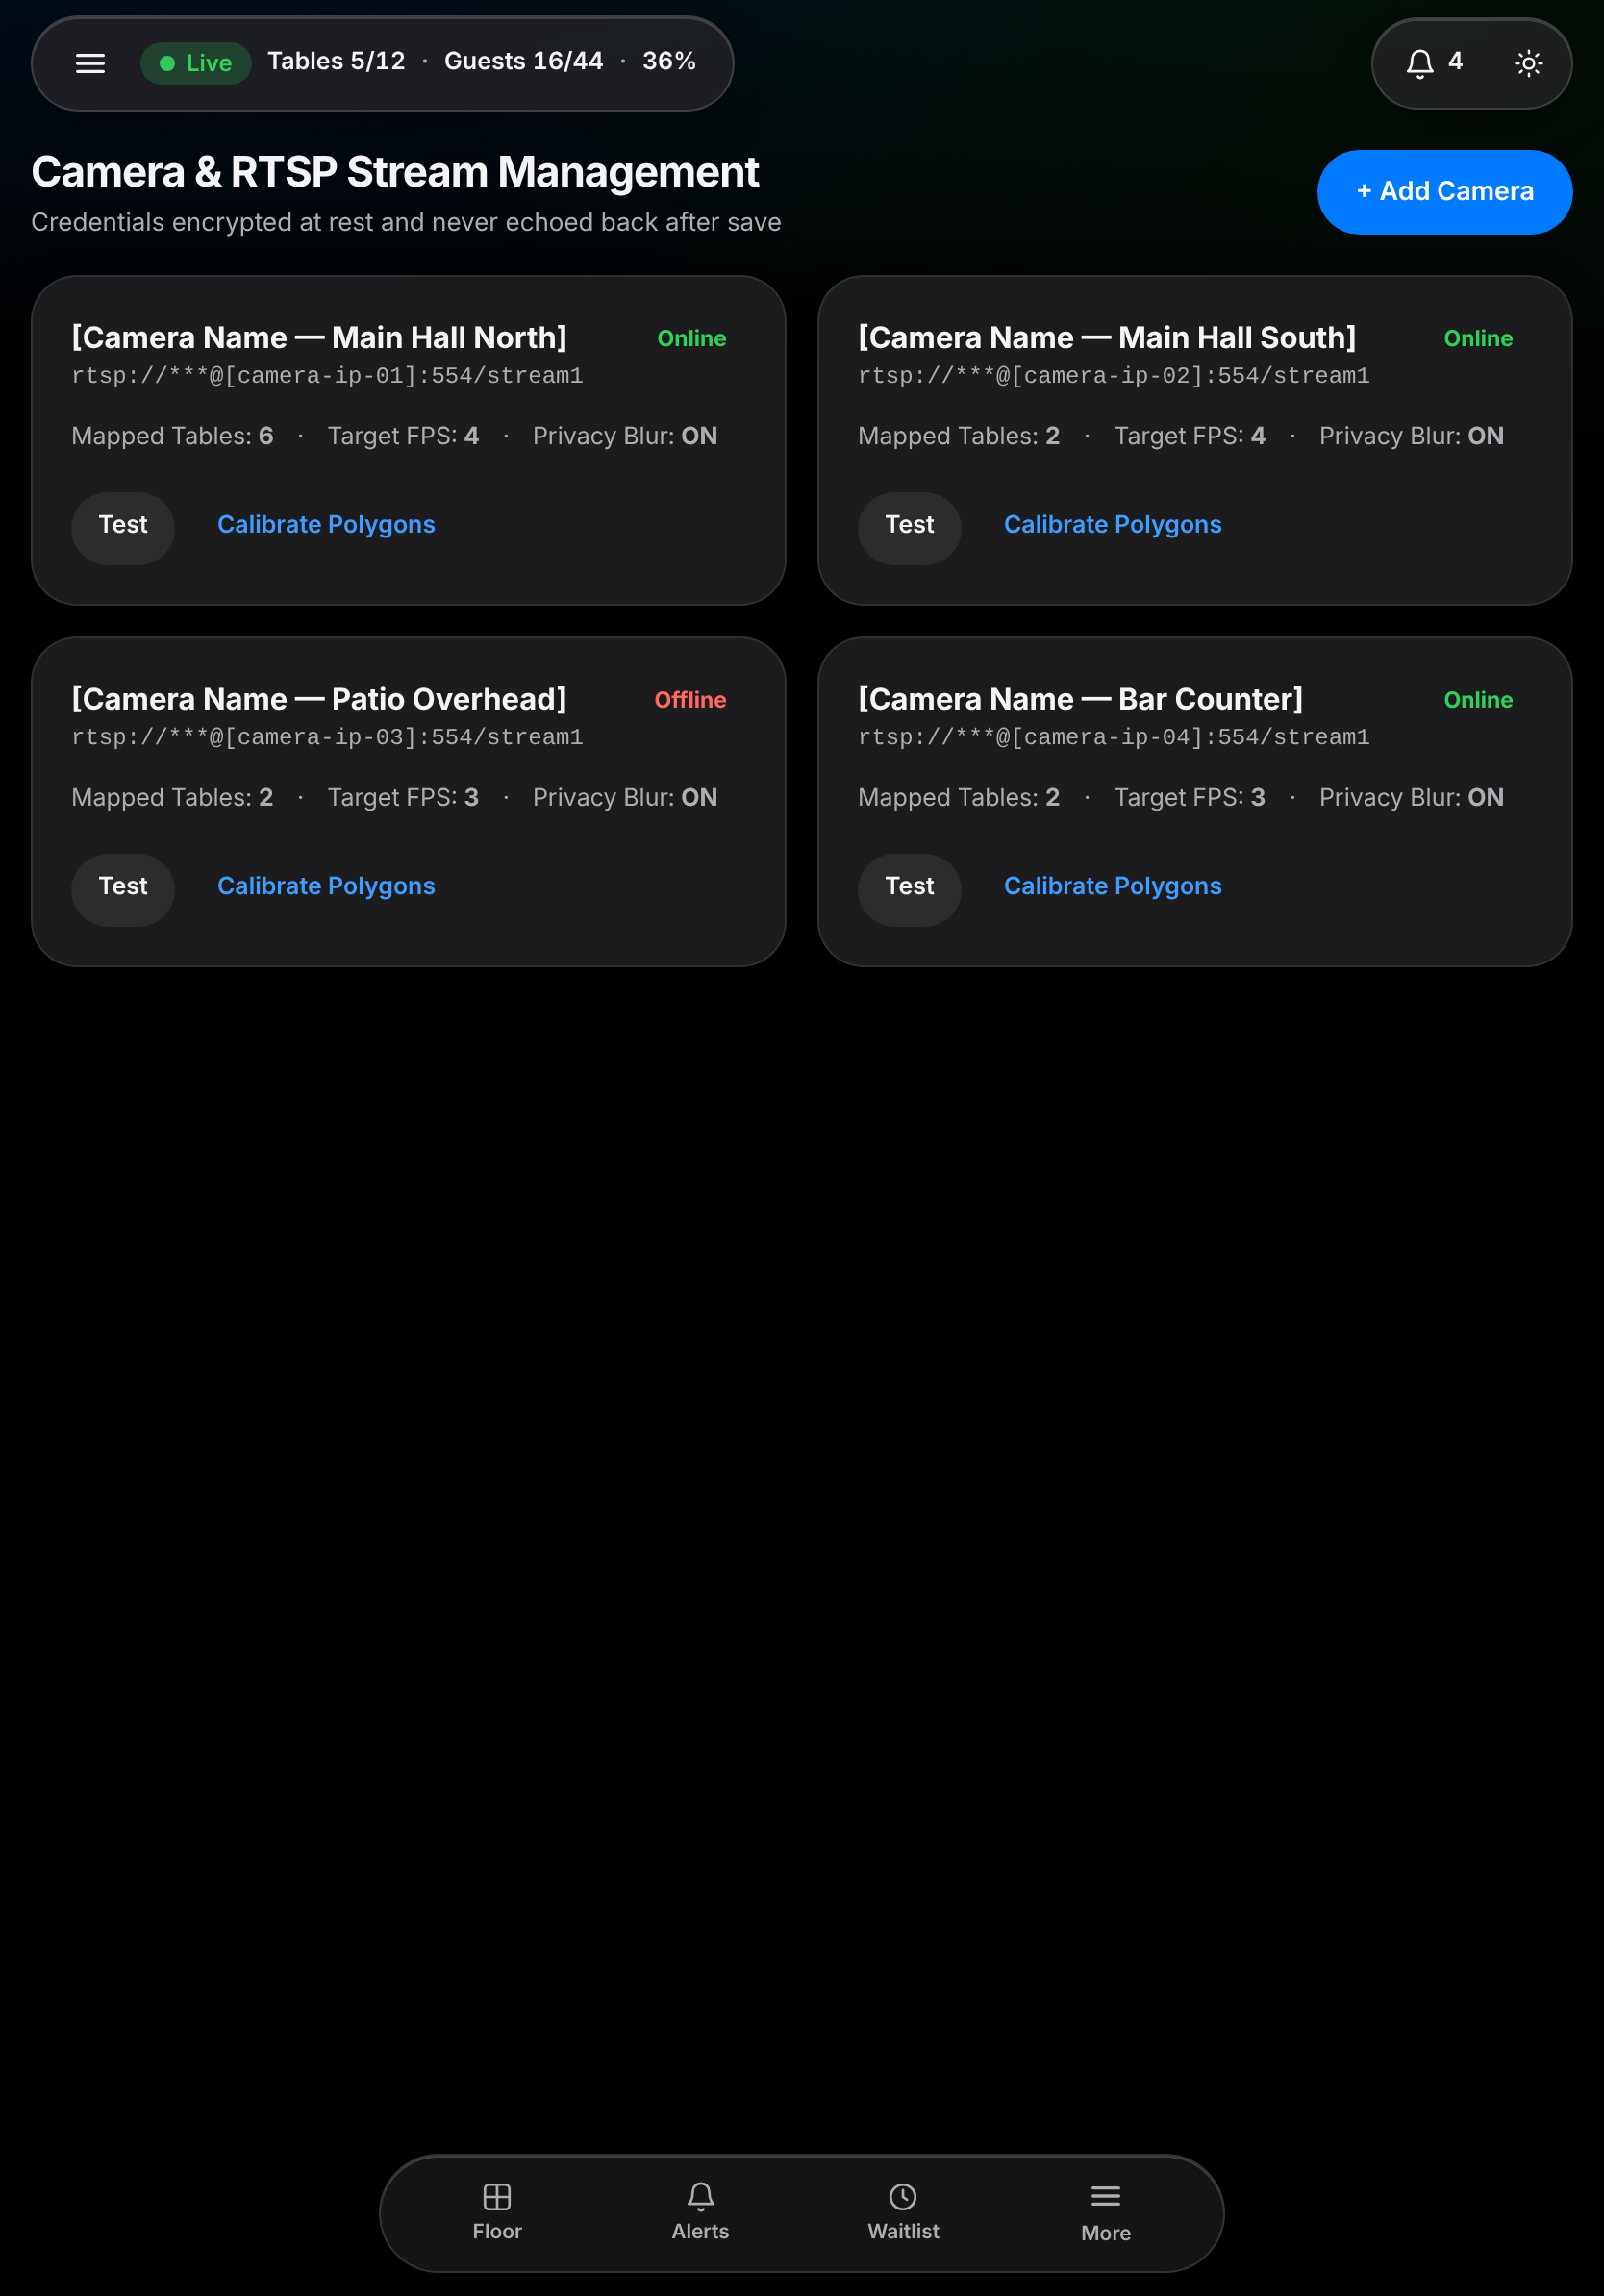 Live Tables 5/12 · Guests 16/44 · 36%
4
Camera & RTSP Stream Management
Credentials encrypted at rest and never echoed back after save
+ Add Camera
[Camera Name — Main Hall North] Online
rtsp://***@[camera-ip-01]:554/stream1
Mapped Tables: 6 · Target FPS: 4 · Privacy Blur: ON
Test Calibrate Polygons
[Camera Name — Main Hall South] Online
rtsp://***@[camera-ip-02]:554/stream1
Mapped Tables: 2 · Target FPS: 4 · Privacy Blur: ON
Test Calibrate Polygons
[Camera Name — Patio Overhead] Offline
rtsp://***@[camera-ip-03]:554/stream1
Mapped Tables: 2 · Target FPS: 3 · Privacy Blur: ON
Test Calibrate Polygons
[Camera Name — Bar Counter] Online
rtsp://***@[camera-ip-04]:554/stream1
Mapped Tables: 2 · Target FPS: 3 · Privacy Blur: ON
Test Calibrate Polygons
Floor Alerts Waitlist More